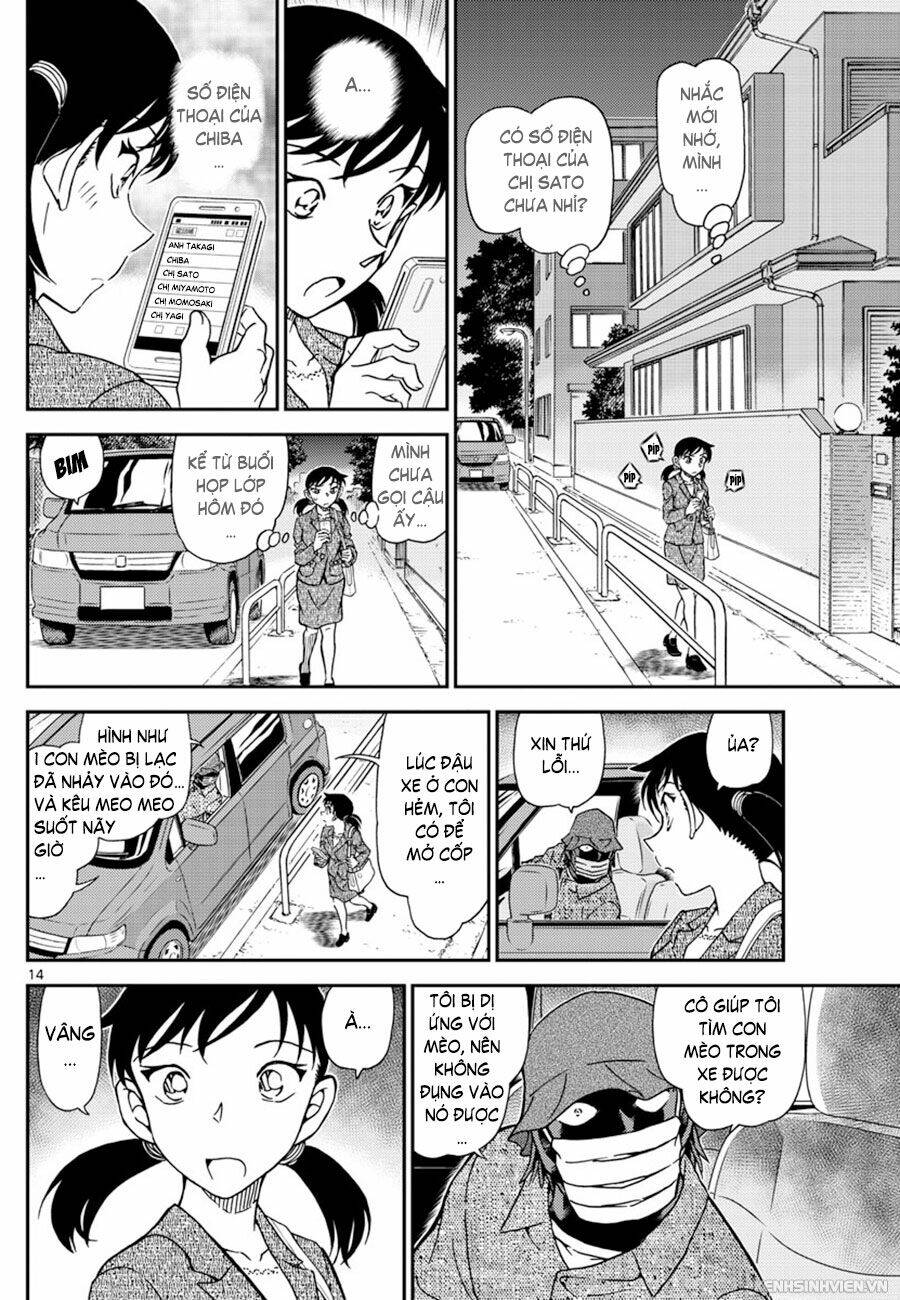 NHẮC
MỚI
NHỚ,
MÌNH
...
CÓ SỐ ĐIỆN
THOẠI CỦA
CHỊ SATO
CHƯA NHỈ?
PÍP
PÍP
PÍP
A...
SỐ ĐIỆN
THOẠI CỦA
CHIBA
...
ANH TAKAGI
CHIBA
CHỊ SATO
CHỊ MIYAMOTO
CHỊ MOMOSAKI
CHỊ YAGI
MÌNH
CHƯA
GỌI CẬU
ẤY...
KỂ TỪ BUỔI
HỌP LỚP
HÔM ĐÓ
...
BIM
ỦA?
XIN THỨ
LỖI...
LÚC ĐẬU
XE Ở CON
HẺM, TÔI
CÓ ĐỂ
MỞ CỐP
...
HÌNH NHƯ
1 CON MÈO BỊ LẠC
ĐÃ NHẢY VÀO ĐÓ...
VÀ KÊU MEO MEO
SUỐT NÃY
GIỜ
...
14
CÔ GIÚP TÔI
TÌM CON
MÈO TRONG
XE ĐƯỢC
KHÔNG?
TÔI BỊ DỊ
ỨNG VỚI
MÈO, NÊN
KHÔNG
ĐỤNG VÀO
NÓ ĐƯỢC
...
À...
VÂNG
...
ENHSINHVIEN.VN